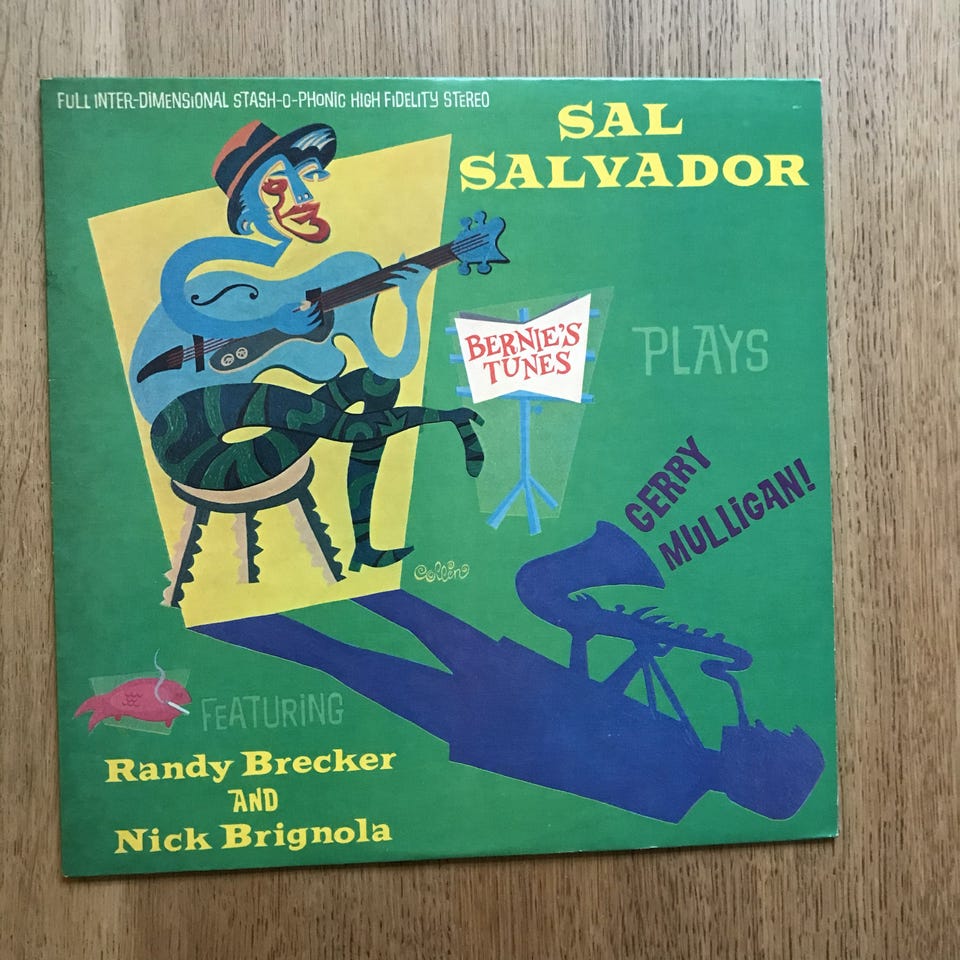 FULL INTER-DIMENSIONAL STASH-O-PHONIC HIGH FIDELITY STEREO
SAL
SALVADOR
BERNIE'S
TUNES
PLAYS
GERRY
MULLiGAN!
Collin
FEATURiNG
Randy Brecker
AND
Nick Brignola